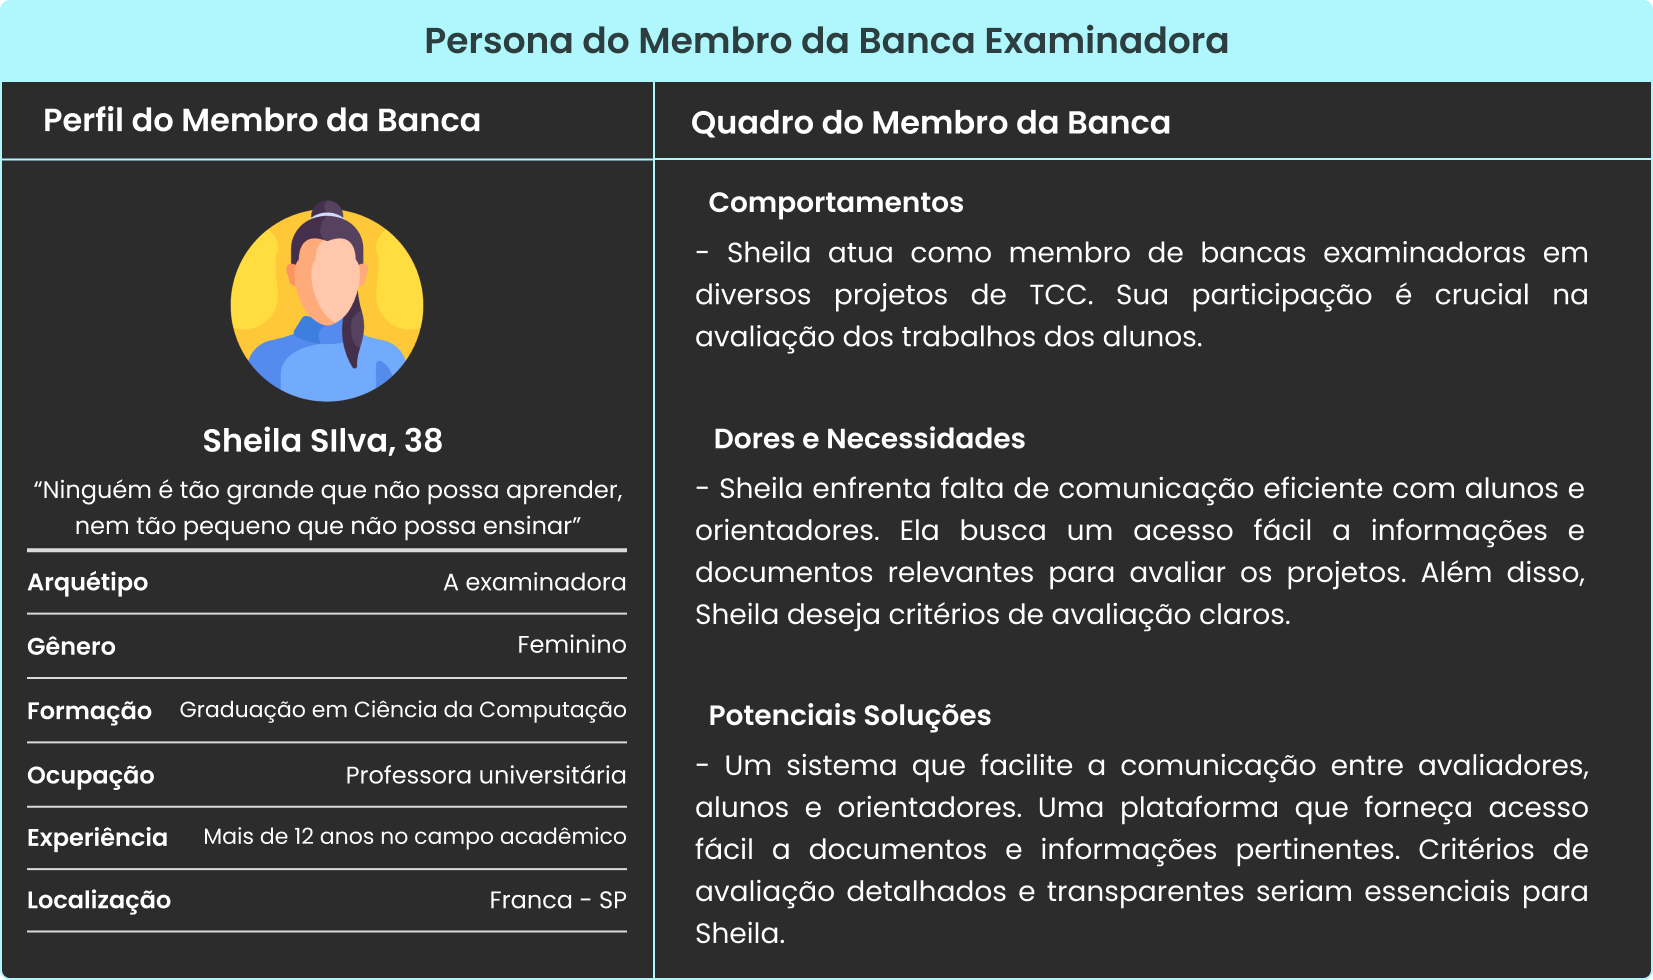 Persona do Membro da Banca Examinadora
Perfil do Membro da Banca
Sheila SIlva, 38
“Ninguém é tão grande que não possa aprender,
nem tão pequeno que não possa ensinar”
Arquétipo A examinadora
Gênero Feminino
Formação Graduação em Ciência da Computação
Ocupação Professora universitária
Experiência Mais de 12 anos no campo acadêmico
Localização Franca - SP
Quadro do Membro da Banca
Comportamentos
- Sheila atua como membro de bancas examinadoras em
diversos projetos de TCC. Sua participação é crucial na
avaliação dos trabalhos dos alunos.
Dores e Necessidades
- Sheila enfrenta falta de comunicação eficiente com alunos e
orientadores. Ela busca um acesso fácil a informações e
documentos relevantes para avaliar os projetos. Além disso,
Sheila deseja critérios de avaliação claros.
Potenciais Soluções
- Um sistema que facilite a comunicação entre avaliadores,
alunos e orientadores. Uma plataforma que forneça acesso
fácil a documentos e informações pertinentes. Critérios de
avaliação detalhados e transparentes seriam essenciais para
Sheila.